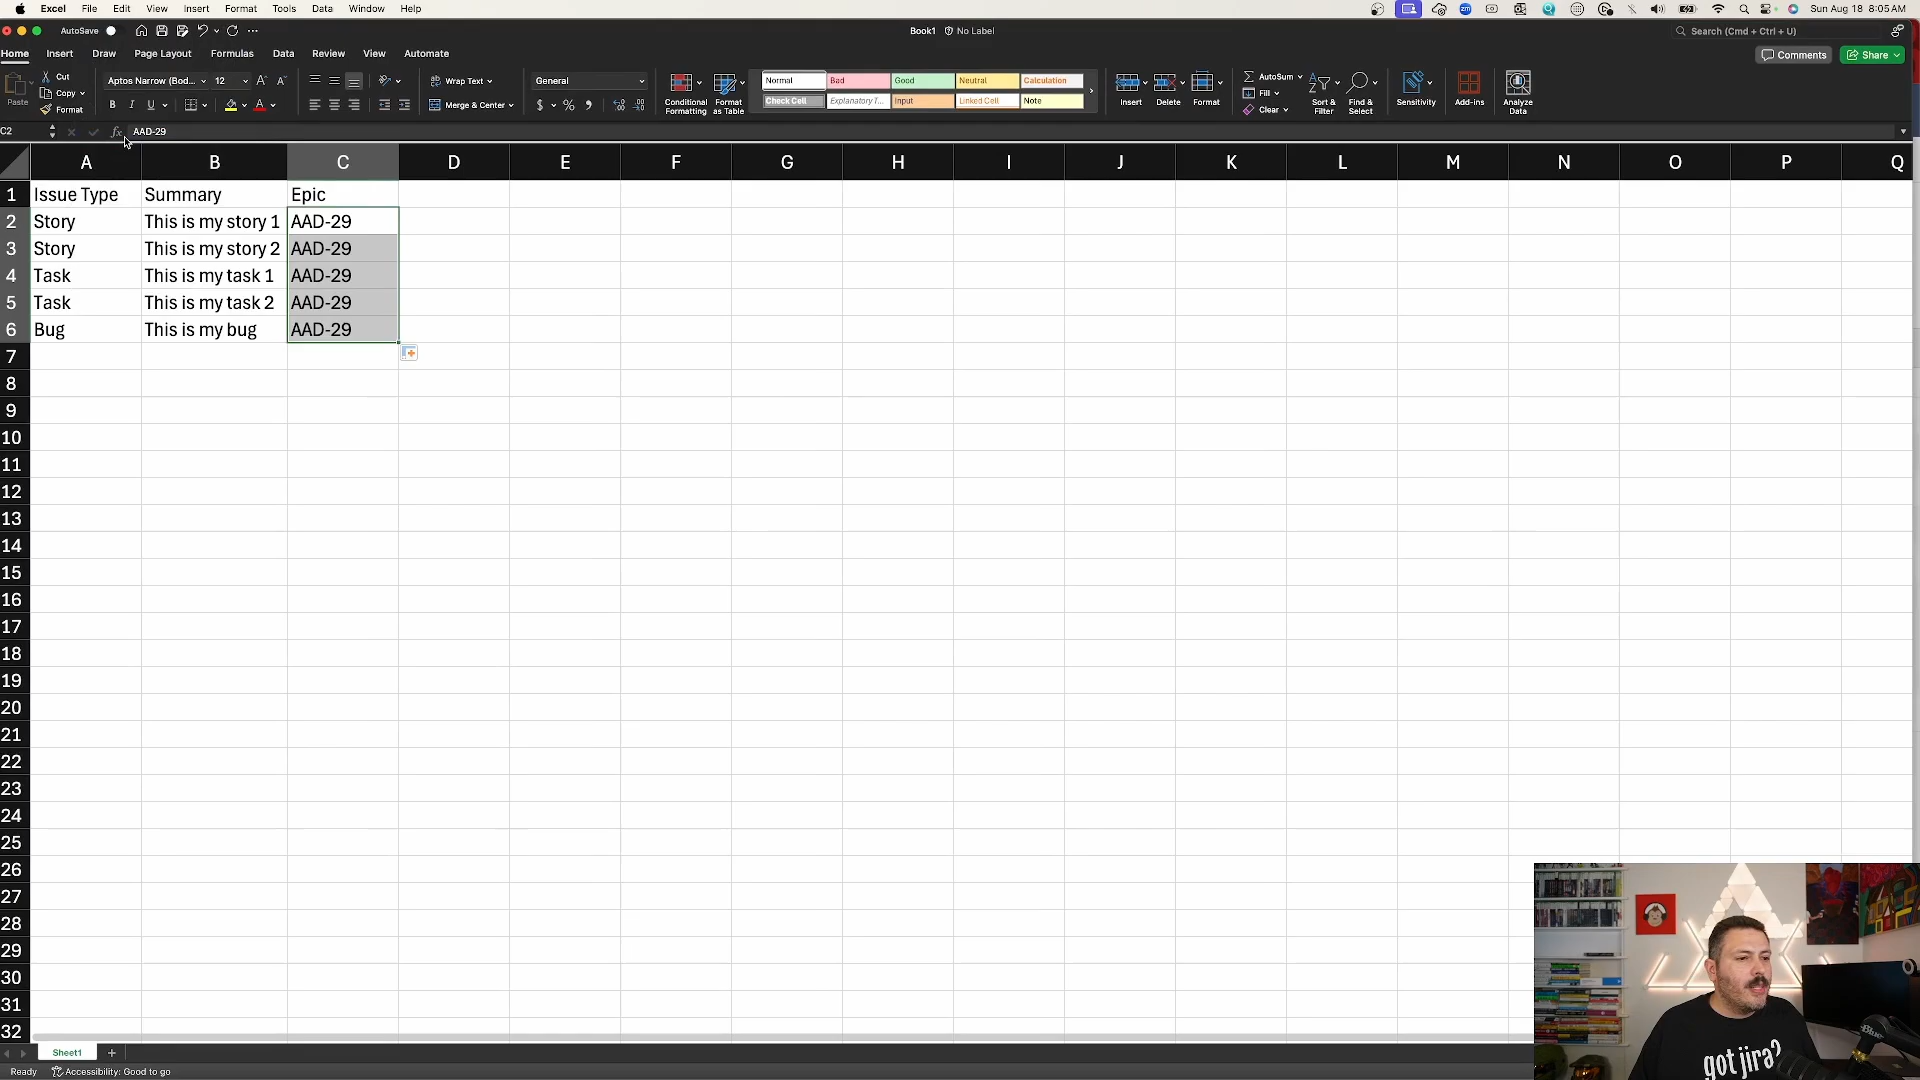 Excel File Edit View Insert Format Tools Data Window Help
zm Sun Aug 18 8:05 AM
AutoSave Book1 No Label Search (Cmd + Ctrl + U)
Home Insert Draw Page Layout Formulas Data Review View Automate Comments Share
Paste Cut Copy Format
Aptos Narrow (Bod... 12 A A
B I U A
Wrap Text
Merge & Center
General
$ %
Conditional Formatting Format as Table
Normal Bad Good Neutral Calculation
Check Cell Explanatory T... Input Linked Cell Note
Insert Delete Format
AutoSum Fill Clear
Sort & Filter Find & Select Sensitivity Add-ins Analyze Data
C2 fx AAD-29
A B C D E F G H I J K L M N O P Q
1 Issue Type Summary Epic
2 Story This is my story 1 AAD-29
3 Story This is my story 2 AAD-29
4 Task This is my task 1 AAD-29
5 Task This is my task 2 AAD-29
6 Bug This is my bug AAD-29
7
8
9
10
11
12
13
14
15
16
17
18
19
20
21
22
23
24
25
26
27
28
29
30
31
32
got jira?
Blue
Sheet1 +
Ready Accessibility: Good to go